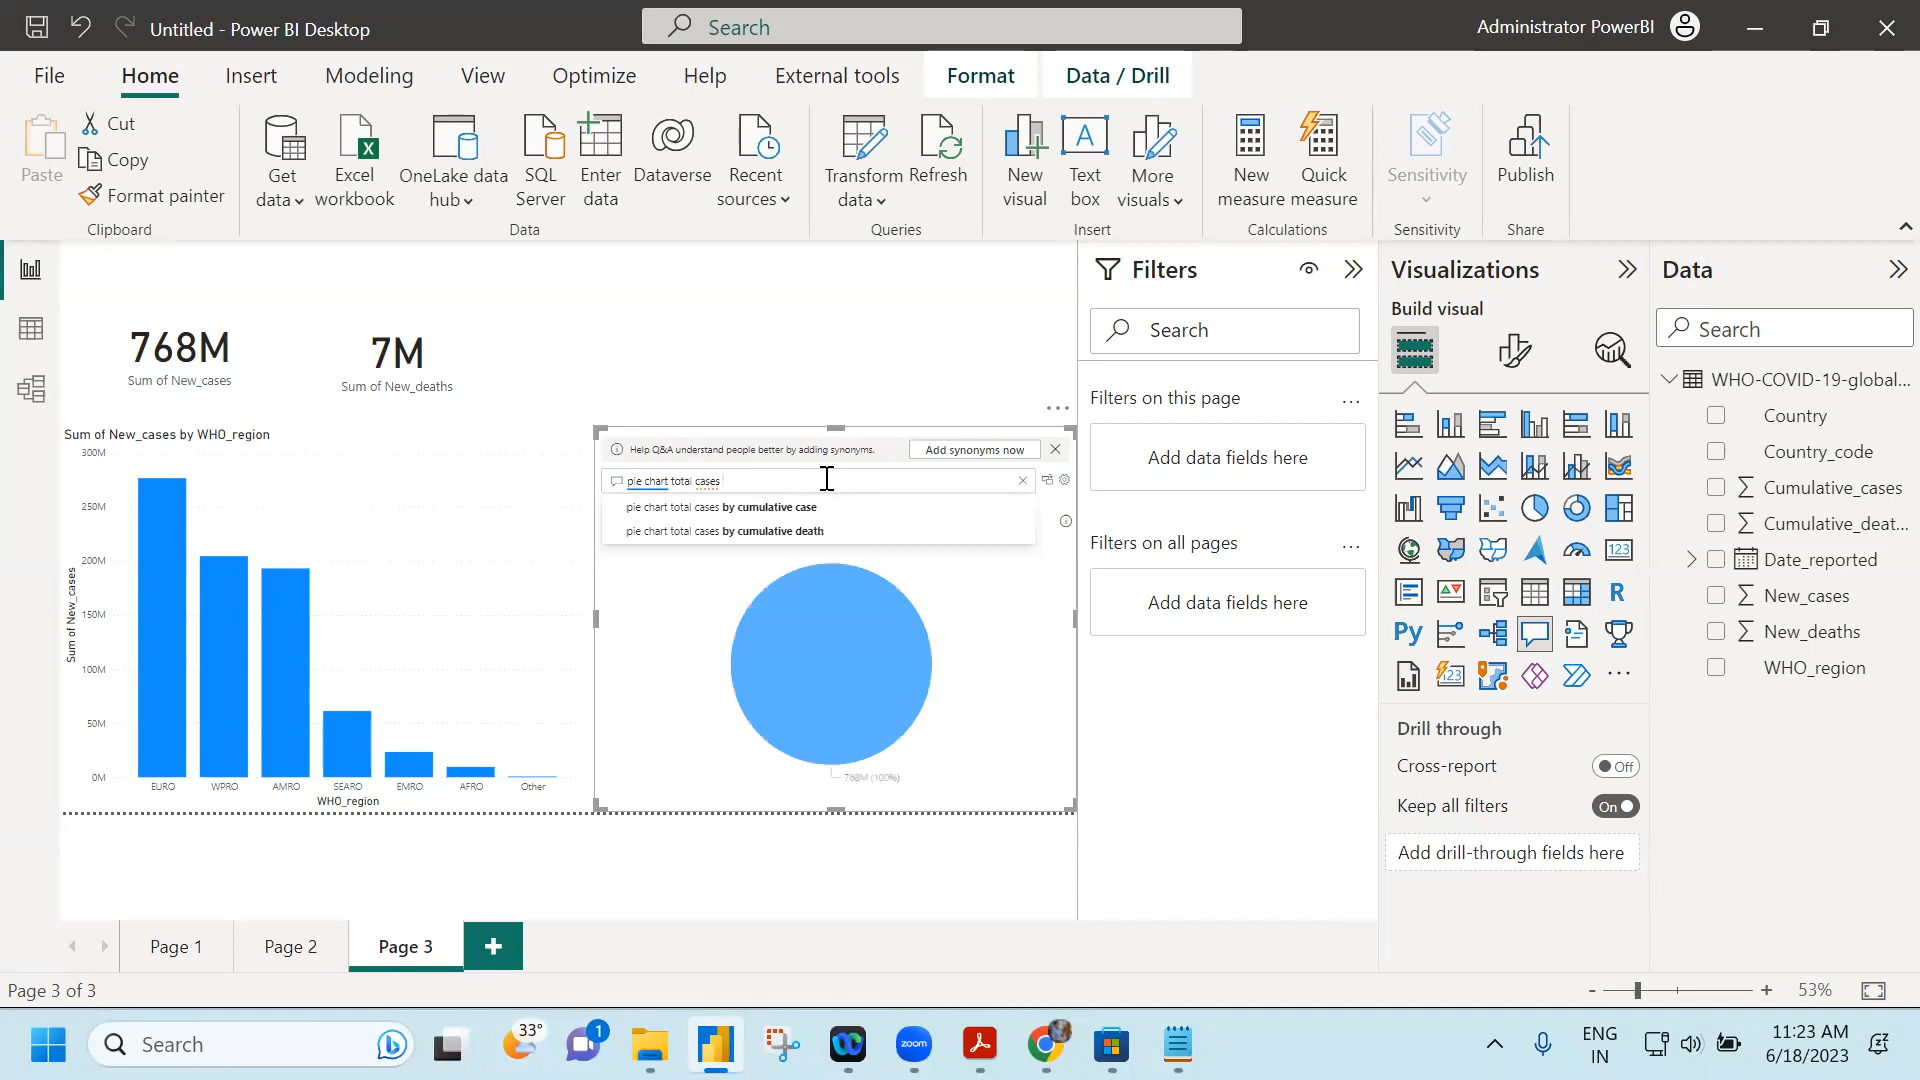 Untitled - Power BI Desktop
Search
Administrator PowerBI
File
Home
Insert
Modeling
View
Optimize
Help
External tools
Format
Data / Drill
Paste
Cut
Copy
Format painter
Clipboard
Get
data
Excel
workbook
OneLake data
hub
SQL
Server
Enter
data
Dataverse
Recent
sources
Data
Transform
data
Refresh
Queries
New
visual
Text
box
More
visuals
Insert
New
measure
Quick
measure
Calculations
Sensitivity
Sensitivity
Publish
Share
768M
Sum of New_cases
7M
Sum of New_deaths
Sum of New_cases by WHO_region
Sum of New_cases
300M
250M
200M
150M
100M
50M
0M
EURO
WPRO
AMRO
SEARO
EMRO
AFRO
Other
WHO_region
Help Q&A understand people better by adding synonyms.
Add synonyms now
pie chart total cases
pie chart total cases by cumulative case
pie chart total cases by cumulative death
768M (100%)
Filters
Search
Filters on this page
...
Add data fields here
Filters on all pages
...
Add data fields here
Visualizations
Build visual
123
R
Py
123
...
Drill through
Cross-report
Off
Keep all filters
On
Add drill-through fields here
Data
Search
WHO-COVID-19-global...
Country
Country_code
Cumulative_cases
Cumulative_deat...
Date_reported
New_cases
New_deaths
WHO_region
Page 1
Page 2
Page 3
Page 3 of 3
- +
53%
Search
33°
1
zoom
ENG
IN
11:23 AM
6/18/2023